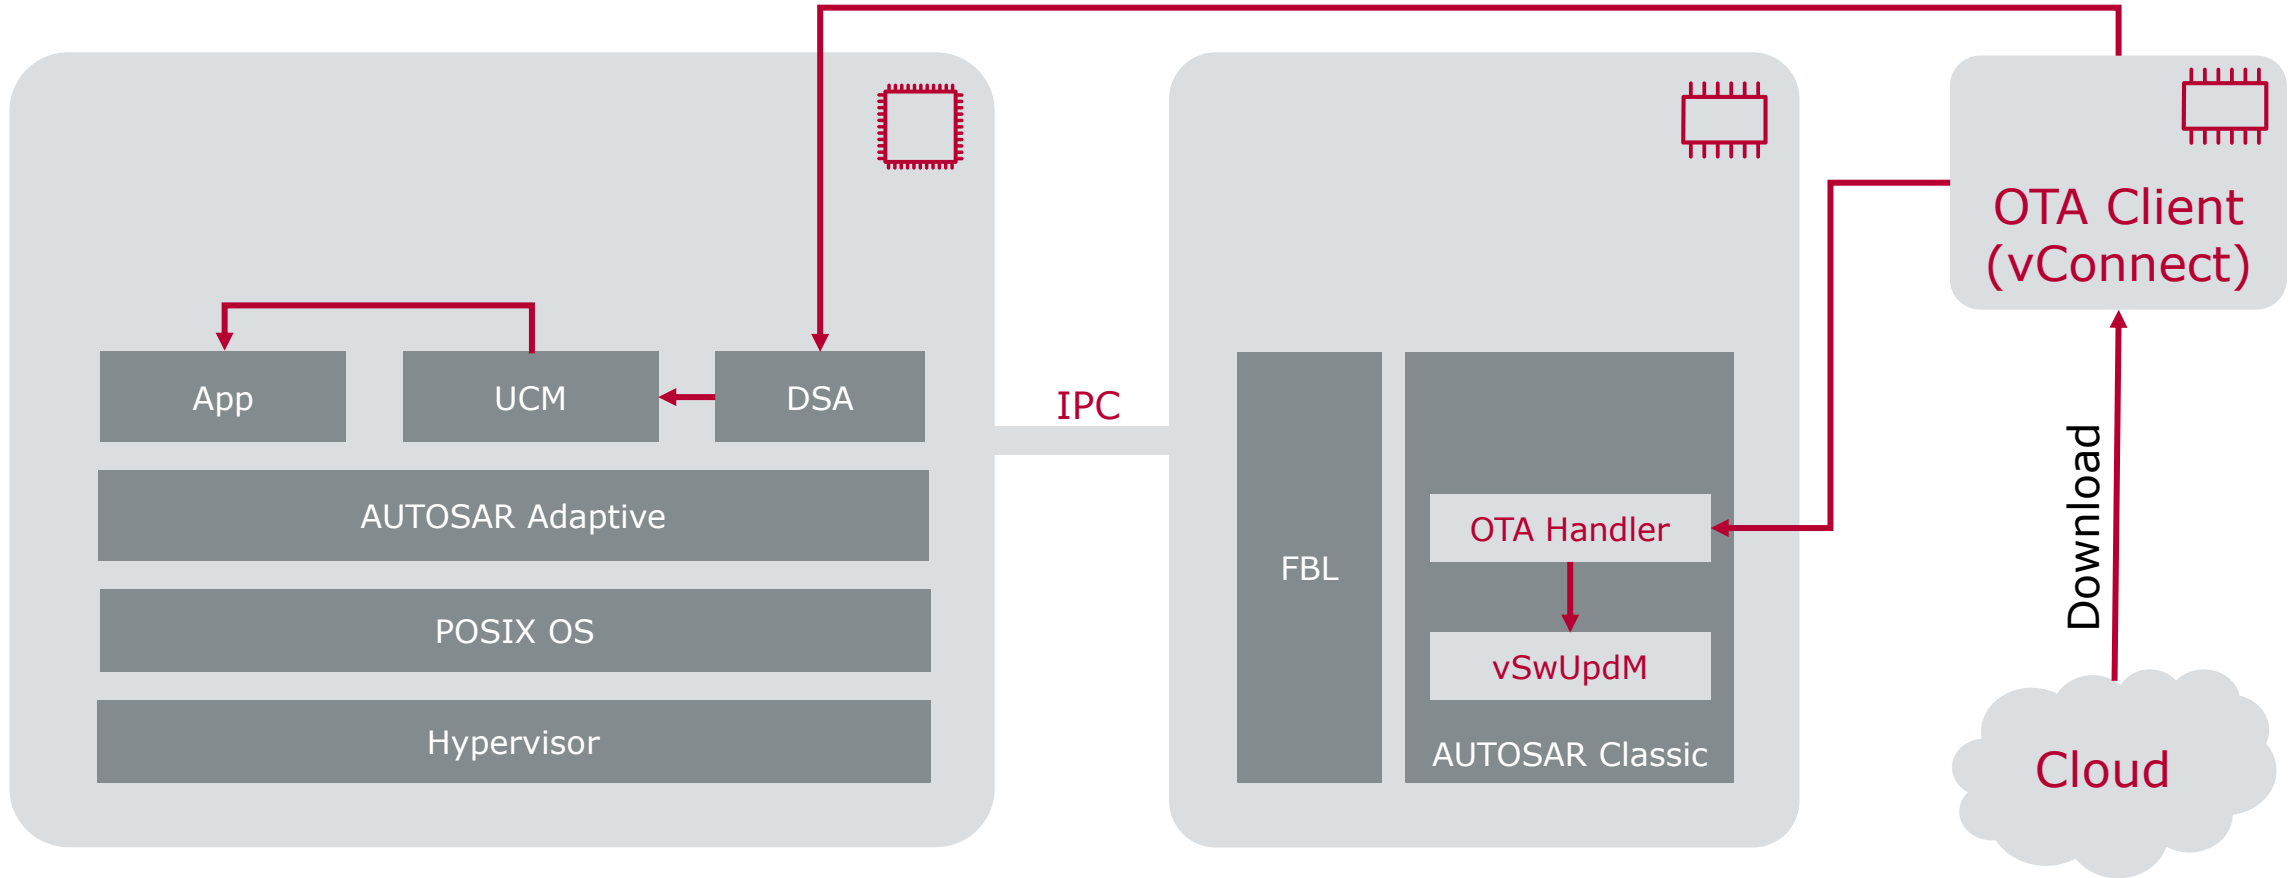 App
UCM
DSA
AUTOSAR Adaptive
POSIX OS
Hypervisor
IPC
FBL
OTA Handler
vSwUpdM
AUTOSAR Classic
OTA Client
(vConnect)
Download
Cloud